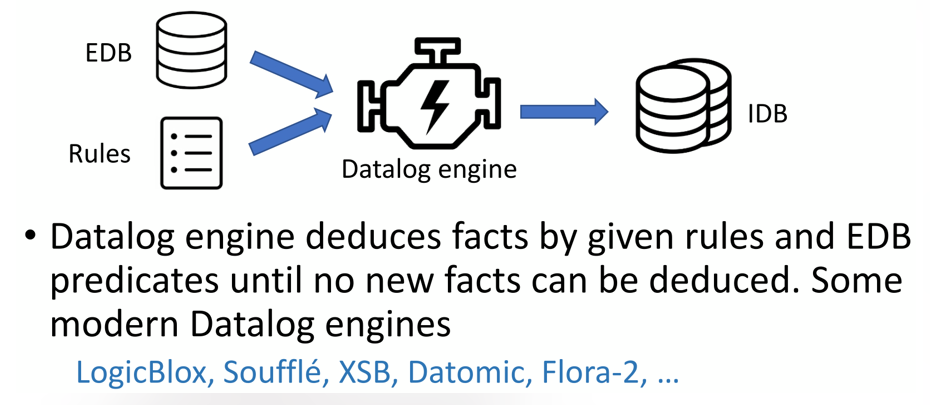 EDB
Rules
Datalog engine
IDB
• Datalog engine deduces facts by given rules and EDB
predicates until no new facts can be deduced. Some
modern Datalog engines
LogicBlox, Soufflé, XSB, Datomic, Flora-2, ...